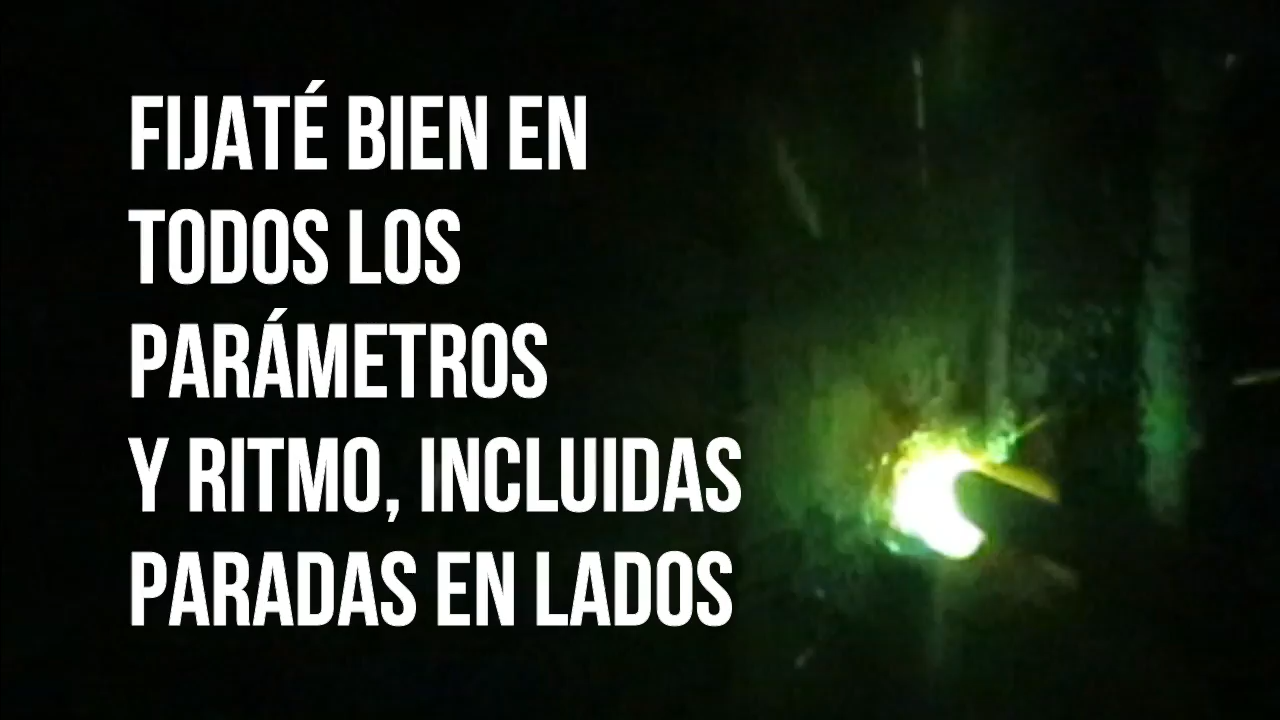 FIJATÉ BIEN EN
TODOS LOS
PARÁMETROS
Y RITMO, INCLUIDAS
PARADAS EN LADOS